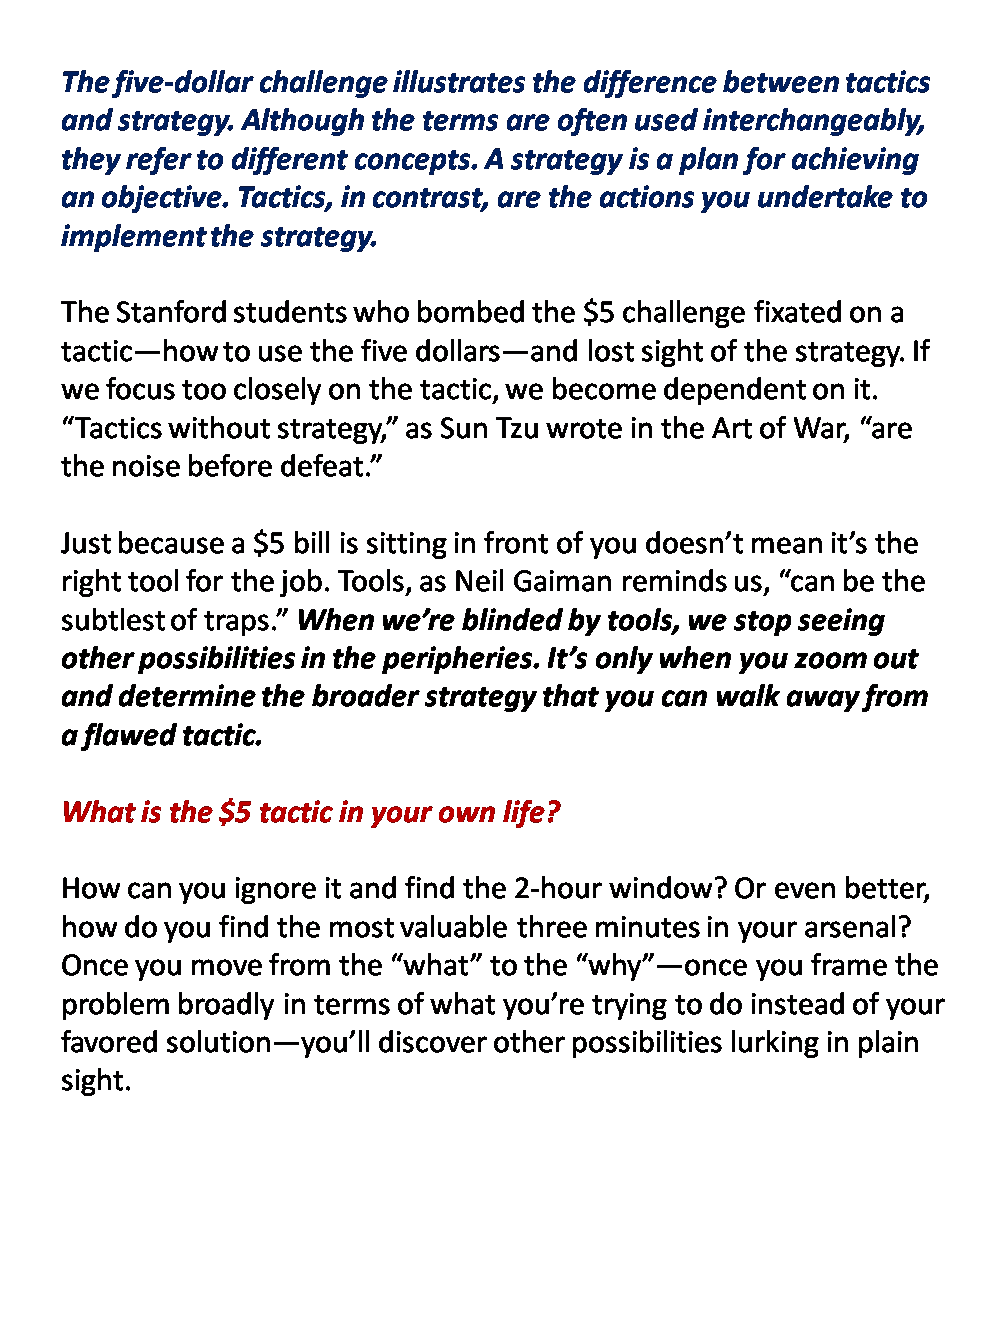 The five-dollar challenge illustrates the difference between tactics
and strategy. Although the terms are often used interchangeably,
they refer to different concepts. A strategy is a plan for achieving
an objective. Tactics, in contrast, are the actions you undertake to
implement the strategy.
The Stanford students who bombed the $5 challenge fixated on a
tactic—how to use the five dollars—and lost sight of the strategy. If
we focus too closely on the tactic, we become dependent on it.
“Tactics without strategy,” as Sun Tzu wrote in the Art of War, “are
the noise before defeat.”
Just because a $5 bill is sitting in front of you doesn’t mean it’s the
right tool for the job. Tools, as Neil Gaiman reminds us, “can be the
subtlest of traps.” When we’re blinded by tools, we stop seeing
other possibilities in the peripheries. It’s only when you zoom out
and determine the broader strategy that you can walk away from
a flawed tactic.
What is the $5 tactic in your own life?
How can you ignore it and find the 2-hour window? Or even better,
how do you find the most valuable three minutes in your arsenal?
Once you move from the “what” to the “why”—once you frame the
problem broadly in terms of what you’re trying to do instead of your
favored solution—you’ll discover other possibilities lurking in plain
sight.